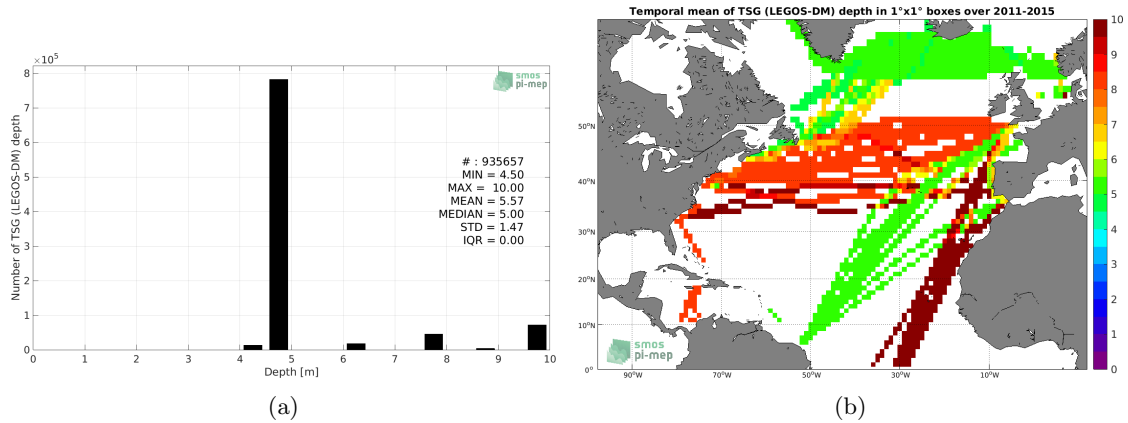 ×10⁵
8
7
6
5
4
3
2
1
0
Number of TSG (LEGOS-DM) depth
smos
pi-mep
# : 935657
MIN = 4.50
MAX = 10.00
MEAN = 5.57
MEDIAN = 5.00
STD = 1.47
IQR = 0.00
0 1 2 3 4 5 6 7 8 9 10
Depth [m]
(a)
Temporal mean of TSG (LEGOS-DM) depth in 1°x1° boxes over 2011-2015
50°N
40°N
30°N
20°N
10°N
0°
90°W 70°W 50°W 30°W 10°W
smos
pi-mep
10
9
8
7
6
5
4
3
2
1
0
(b)